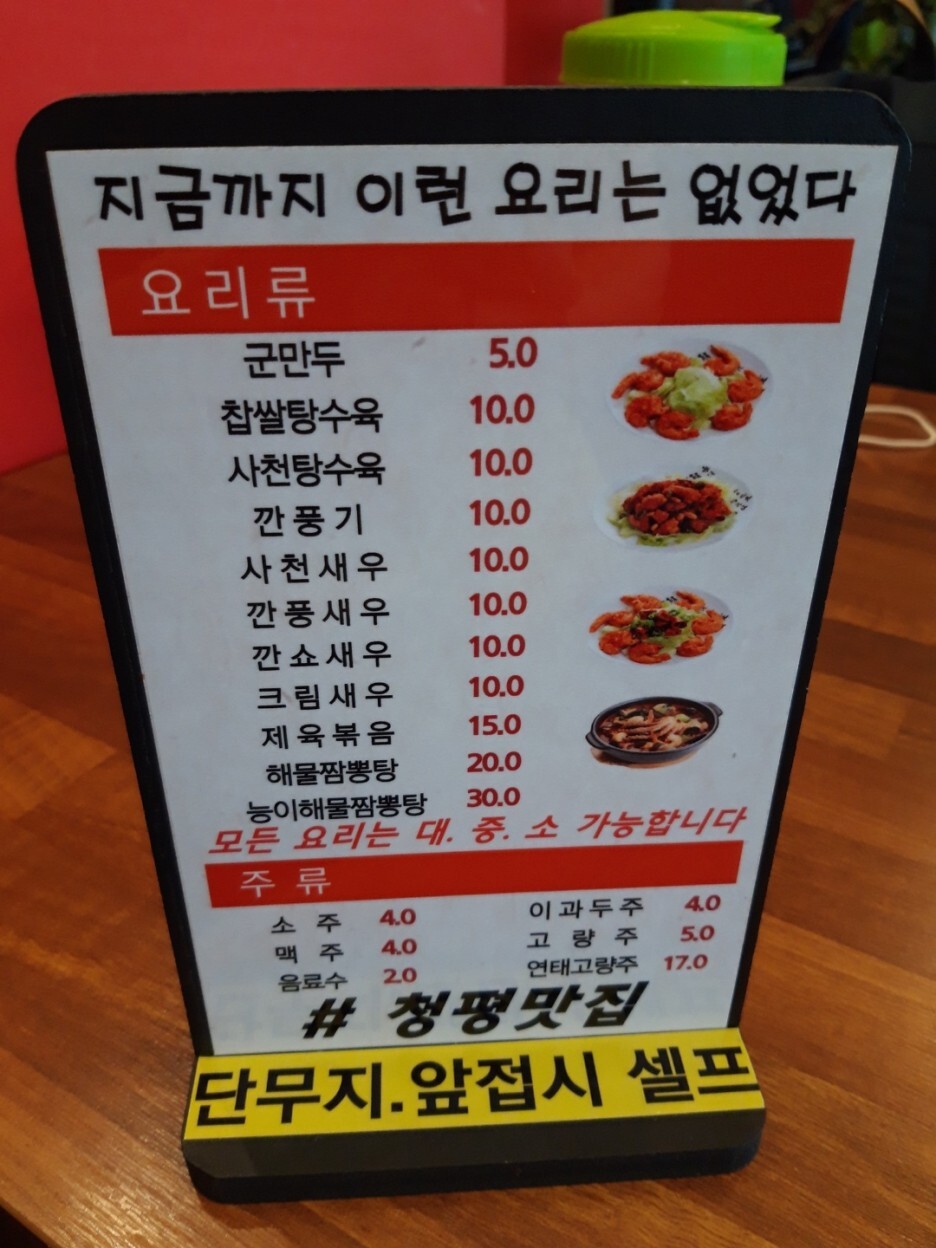 지금까지 이런 요리는 없었다
요리류
군만두 5.0
찹쌀탕수육 10.0
사천탕수육 10.0
깐풍기 10.0
사천새우 10.0
깐풍새우 10.0
깐쇼새우 10.0
크림새우 10.0
제육볶음 15.0
해물짬뽕탕 20.0
능이해물짬뽕탕 30.0
모든 요리는 대. 중. 소 가능합니다
주류
소주 4.0 이과두주 4.0
맥주 4.0 고량주 5.0
음료수 2.0 연태고량주 17.0
# 청평맛집
단무지.앞접시 셀프